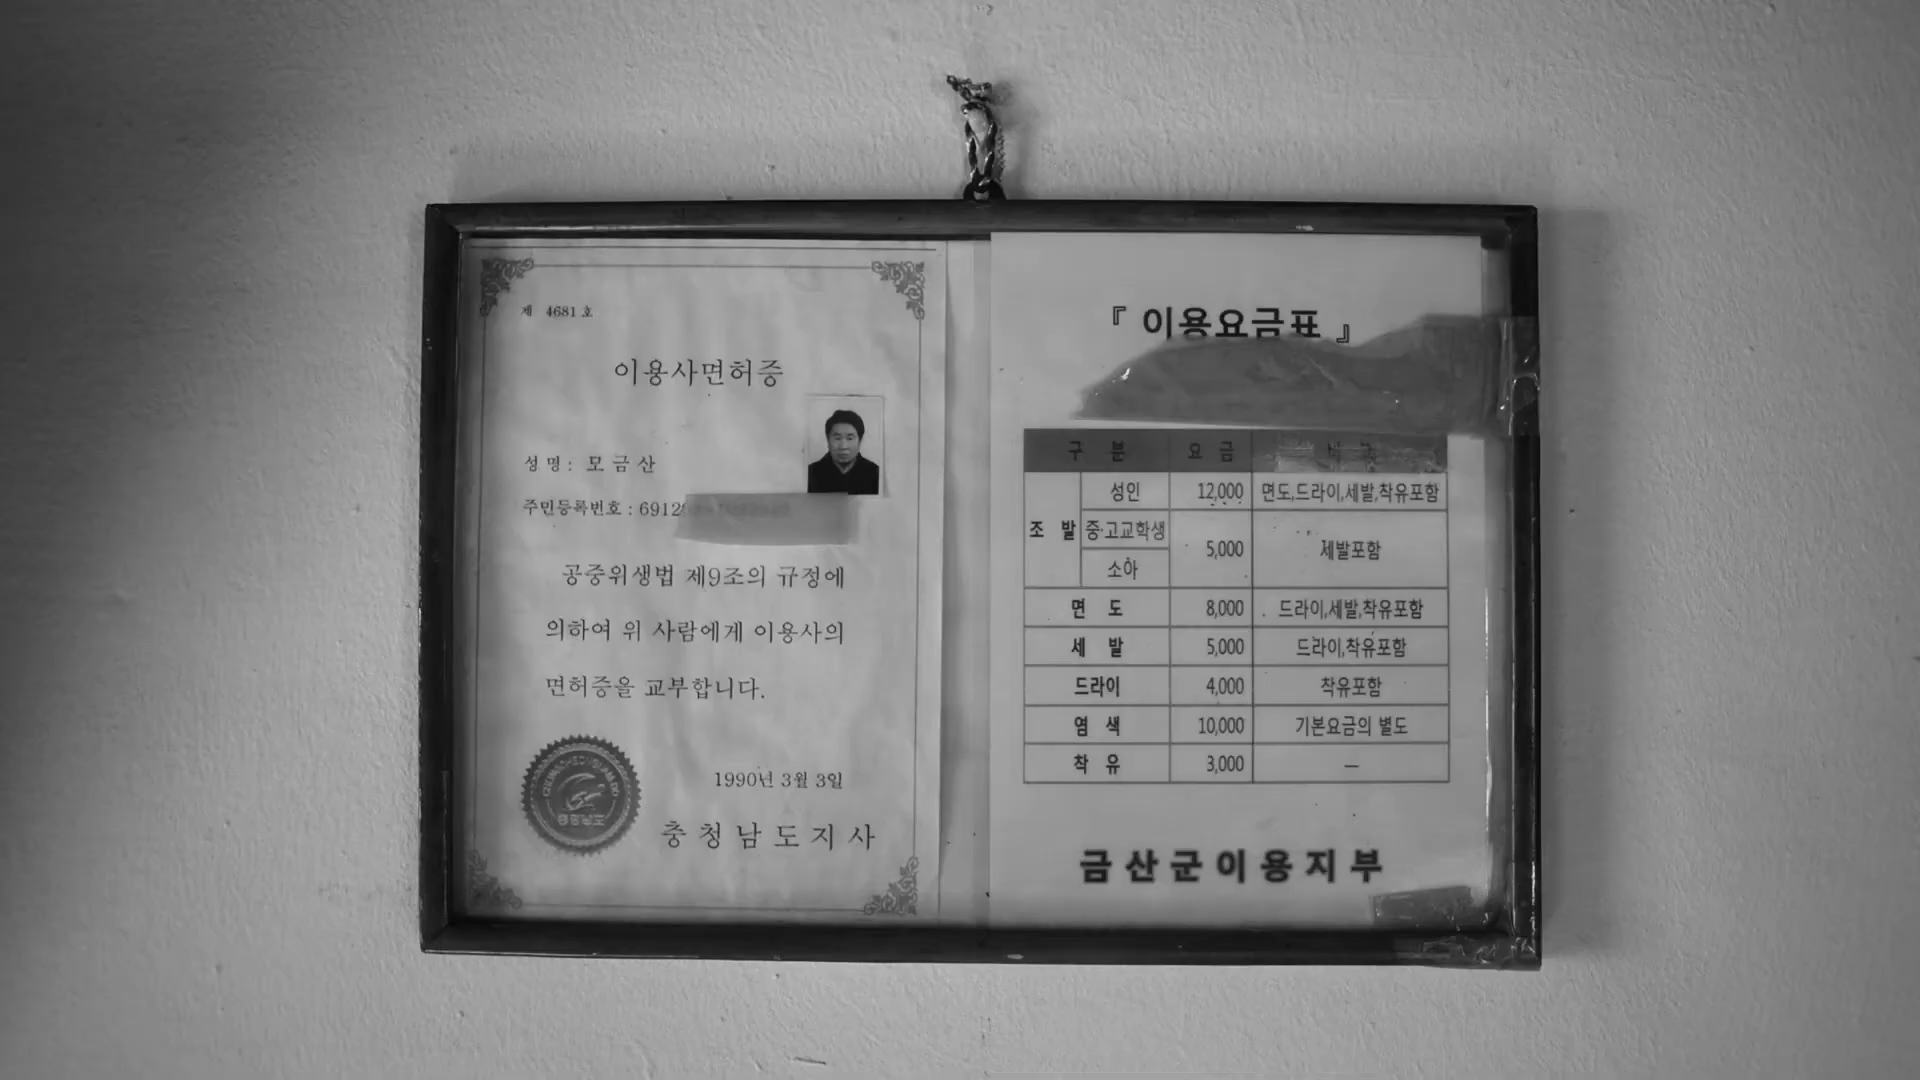 제 4681 호
이용사면허증
성 명 : 모 금 산
주민등록번호 : 6912
공중위생법 제9조의 규정에
의하여 위 사람에게 이용사의
면허증을 교부합니다.
1990년 3월 3일
충청남도지사
충청남도
『 이용요금표 』
구 분 요 금
조 발 성인 12,000 면도,드라이,세발,착유포함
중·고교학생 5,000 세발포함
소아
면 도 8,000 드라이,세발,착유포함
세 발 5,000 드라이,착유포함
드라이 4,000 착유포함
염 색 10,000 기본요금의 별도
착 유 3,000 —
금산군이용지부